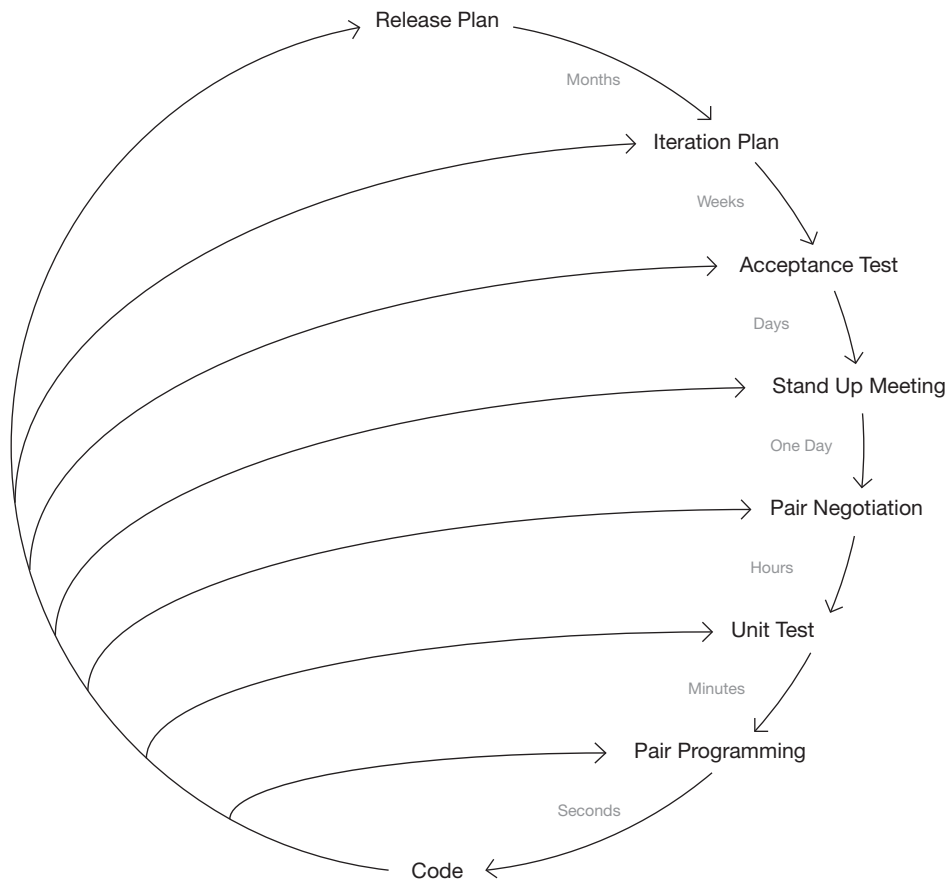 Release Plan
Months
Iteration Plan
Weeks
Acceptance Test
Days
Stand Up Meeting
One Day
Pair Negotiation
Hours
Unit Test
Minutes
Pair Programming
Seconds
Code